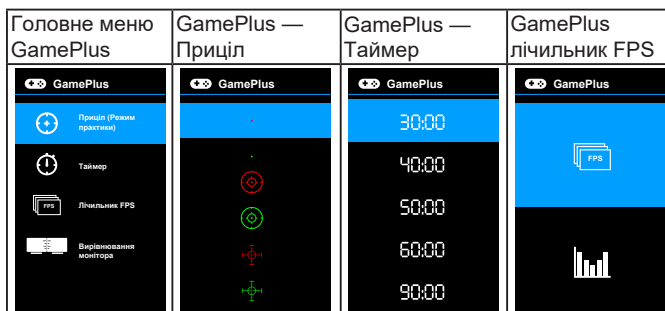 Головне меню
GamePlus
GamePlus —
Приціл
GamePlus —
Таймер
GamePlus
лічильник FPS
GamePlus
Приціл (Режим
практики)
Таймер
FPS
Лічильник FPS
Вирівнювання
монітора
GamePlus
GamePlus
30:00
40:00
50:00
60:00
90:00
GamePlus
FPS